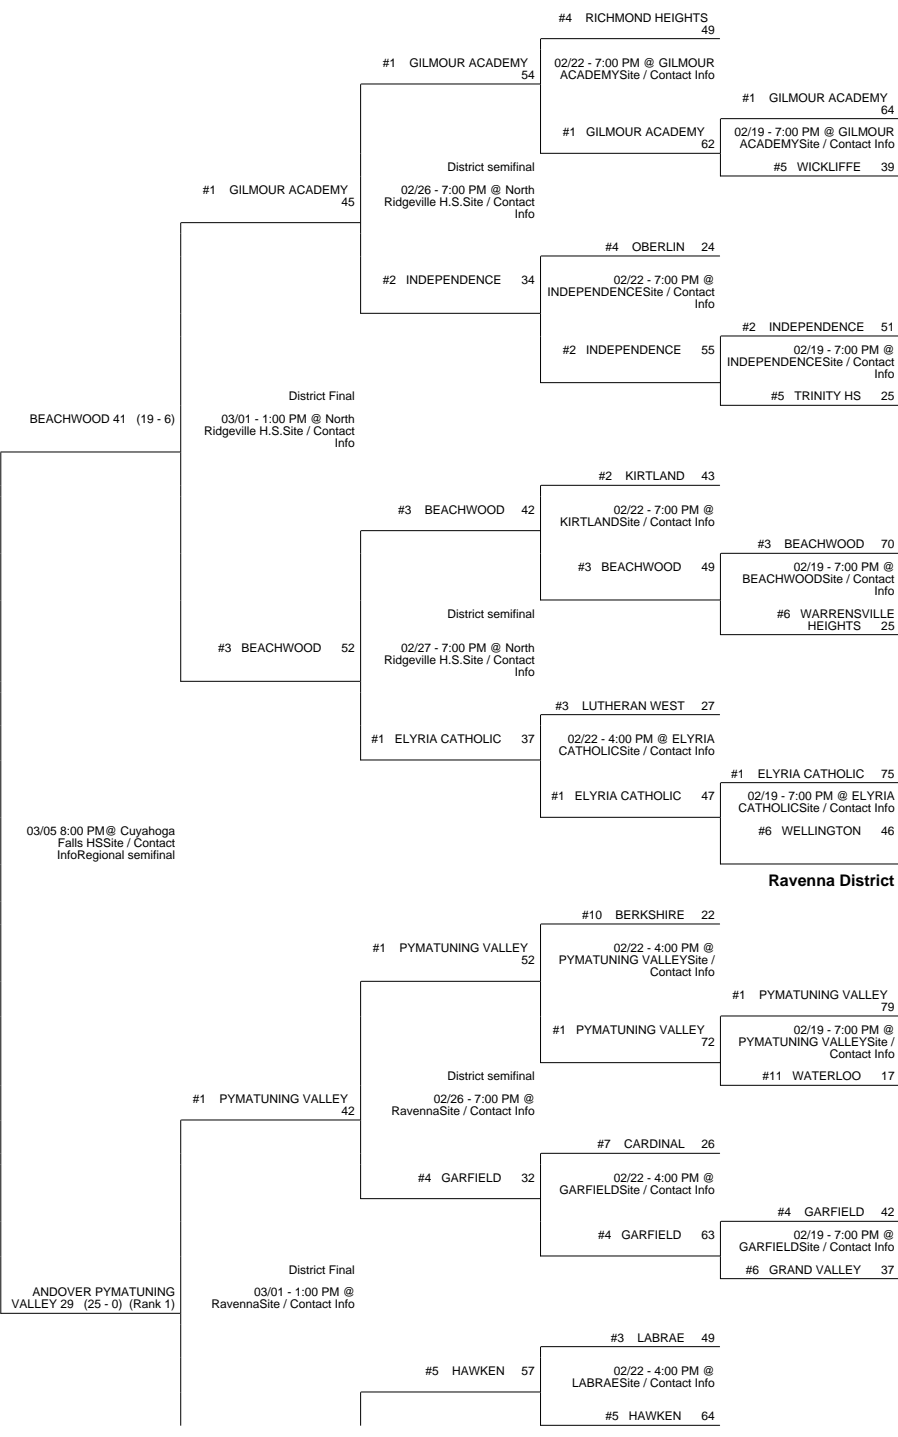 #4 RICHMOND HEIGHTS
49
#1 GILMOUR ACADEMY
54
02/22 - 7:00 PM @ GILMOUR
ACADEMYSite / Contact Info
#1 GILMOUR ACADEMY
64
#1 GILMOUR ACADEMY
62
02/19 - 7:00 PM @ GILMOUR
ACADEMYSite / Contact Info
#5 WICKLIFFE 39
District semifinal
#1 GILMOUR ACADEMY
45
02/26 - 7:00 PM @ North
Ridgeville H.S.Site / Contact
Info
#4 OBERLIN 24
#2 INDEPENDENCE 34
02/22 - 7:00 PM @
INDEPENDENCESite / Contact
Info
#2 INDEPENDENCE 51
#2 INDEPENDENCE 55
02/19 - 7:00 PM @
INDEPENDENCESite / Contact
Info
#5 TRINITY HS 25
District Final
BEACHWOOD 41 (19 - 6)
03/01 - 1:00 PM @ North
Ridgeville H.S.Site / Contact
Info
#2 KIRTLAND 43
#3 BEACHWOOD 42
02/22 - 7:00 PM @
KIRTLANDSite / Contact Info
#3 BEACHWOOD 70
#3 BEACHWOOD 49
02/19 - 7:00 PM @
BEACHWOODSite / Contact
Info
#6 WARRENSVILLE
HEIGHTS 25
District semifinal
#3 BEACHWOOD 52
02/27 - 7:00 PM @ North
Ridgeville H.S.Site / Contact
Info
#3 LUTHERAN WEST 27
#1 ELYRIA CATHOLIC 37
02/22 - 4:00 PM @ ELYRIA
CATHOLICSite / Contact Info
#1 ELYRIA CATHOLIC 75
#1 ELYRIA CATHOLIC 47
02/19 - 7:00 PM @ ELYRIA
CATHOLICSite / Contact Info
#6 WELLINGTON 46
03/05 8:00 PM@ Cuyahoga
Falls HSSite / Contact
InfoRegional semifinal
Ravenna District
#10 BERKSHIRE 22
#1 PYMATUNING VALLEY
52
02/22 - 4:00 PM @
PYMATUNING VALLEYSite /
Contact Info
#1 PYMATUNING VALLEY
79
#1 PYMATUNING VALLEY
72
02/19 - 7:00 PM @
PYMATUNING VALLEYSite /
Contact Info
#11 WATERLOO 17
District semifinal
#1 PYMATUNING VALLEY
42
02/26 - 7:00 PM @
RavennaSite / Contact Info
#7 CARDINAL 26
#4 GARFIELD 32
02/22 - 4:00 PM @
GARFIELDSite / Contact Info
#4 GARFIELD 42
#4 GARFIELD 63
02/19 - 7:00 PM @
GARFIELDSite / Contact Info
#6 GRAND VALLEY 37
District Final
ANDOVER PYMATUNING
VALLEY 29 (25 - 0) (Rank 1)
03/01 - 1:00 PM @
RavennaSite / Contact Info
#3 LABRAE 49
#5 HAWKEN 57
02/22 - 4:00 PM @
LABRAESite / Contact Info
#5 HAWKEN 64